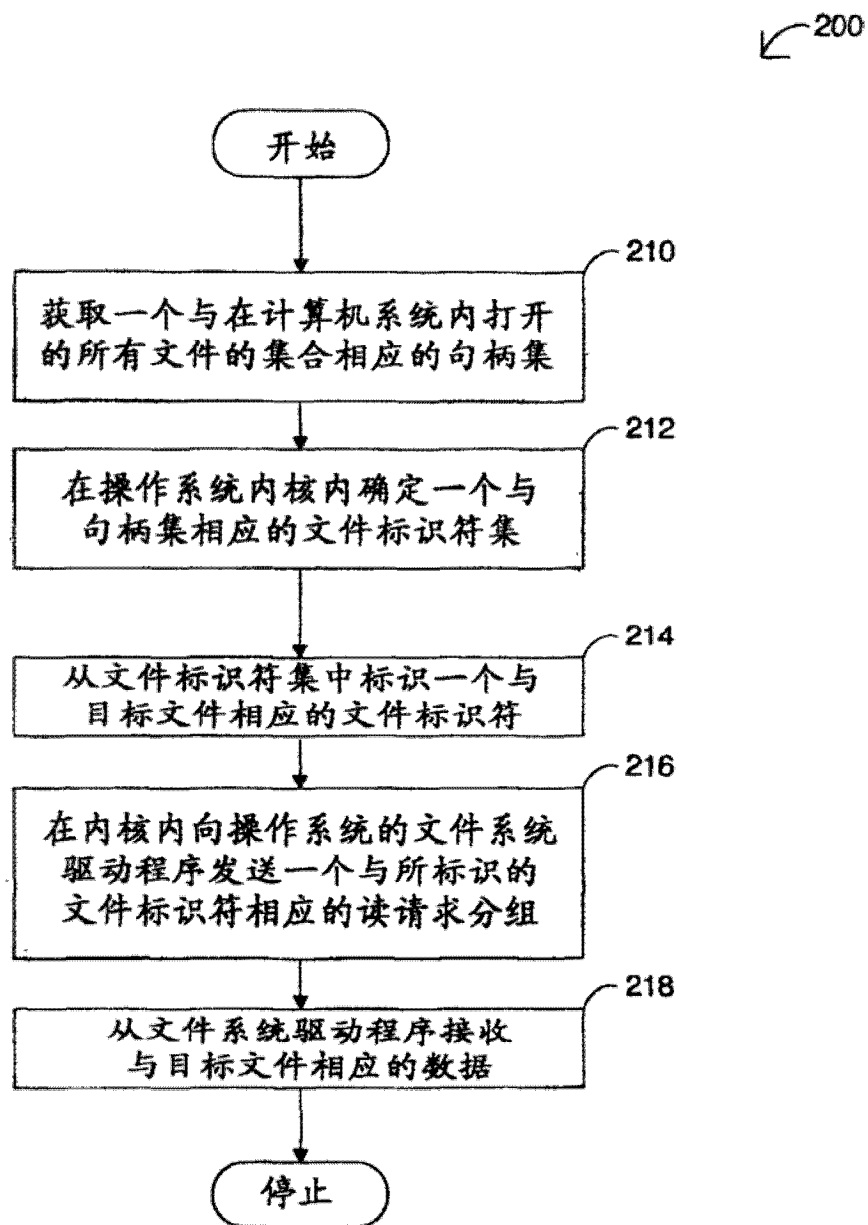 200
开始
210
获取一个与在计算机系统内打开
的所有文件的集合相应的句柄集
212
在操作系统内核内确定一个与
句柄集相应的文件标识符集
214
从文件标识符集中标识一个与
目标文件相应的文件标识符
216
在内核内向操作系统的文件系统
驱动程序发送一个与所标识的
文件标识符相应的读请求分组
218
从文件系统驱动程序接收
与目标文件相应的数据
停止